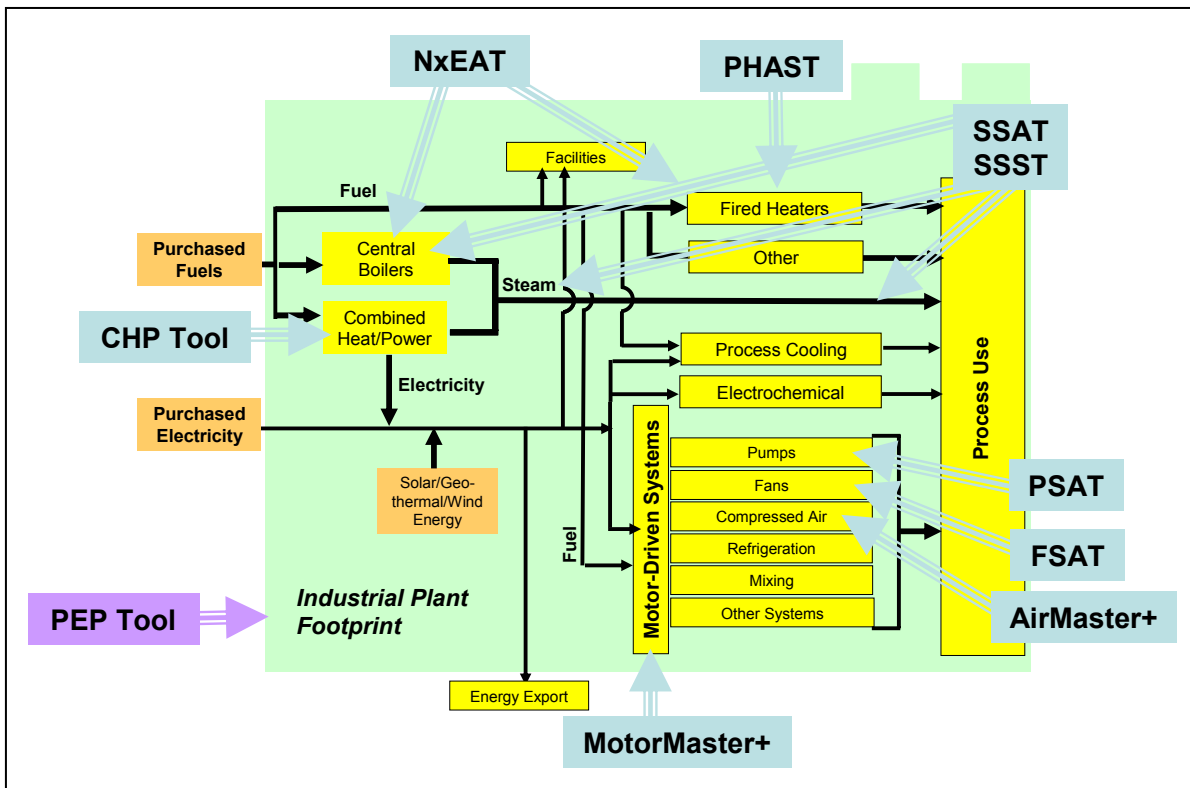 NxEAT
PHAST
SSAT
SSST
Facilities
Fuel
Fired Heaters
Purchased
Fuels
Central
Boilers
Other
Steam
CHP Tool
Combined
Heat/Power
Process Cooling
Electricity
Electrochemical
Purchased
Electricity
Process Use
Motor-Driven Systems
Pumps
PSAT
Solar/Geo-
thermal/Wind
Energy
Fans
Compressed Air
Fuel
Refrigeration
FSAT
Mixing
PEP Tool
Industrial Plant
Footprint
Other Systems
AirMaster+
Energy Export
MotorMaster+